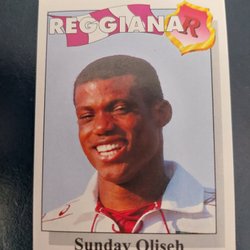 REGGIANA
R
Sunday Oliseh